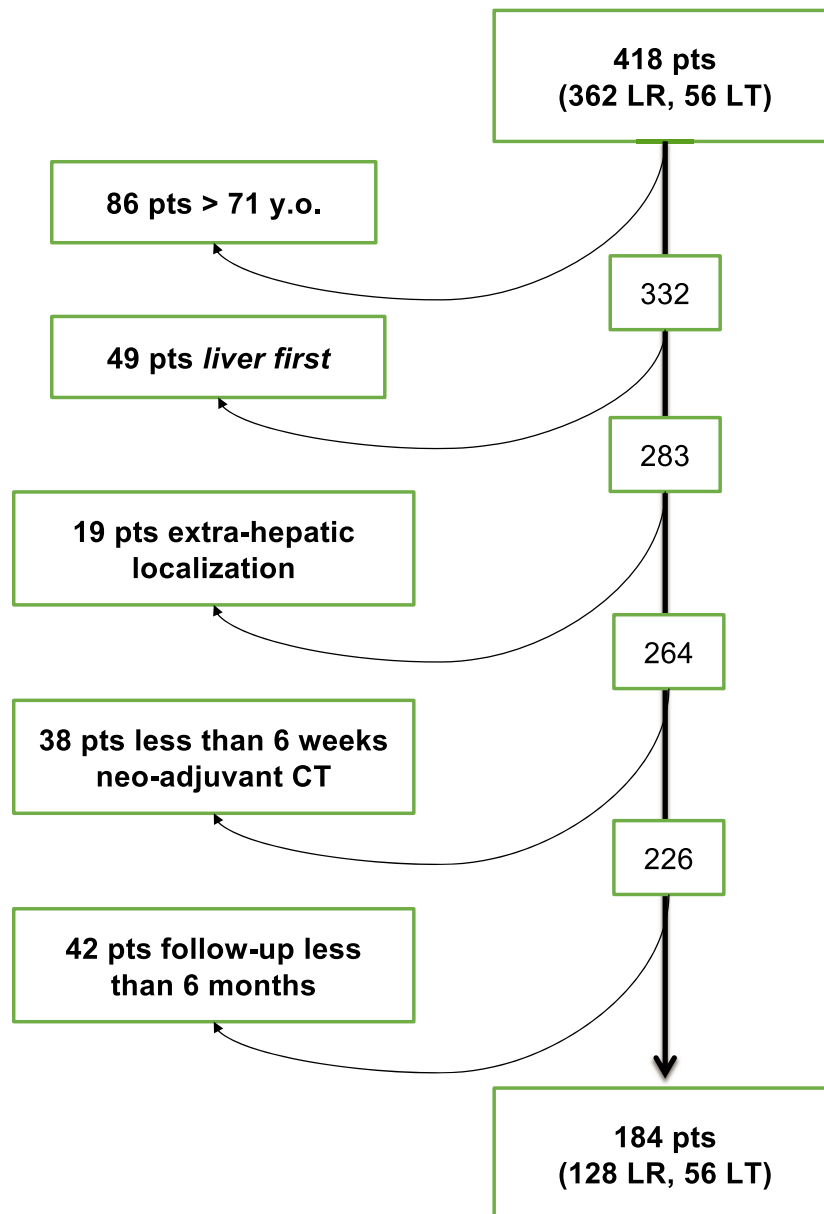 418 pts
(362 LR, 56 LT)
86 pts > 71 y.o.
332
49 pts liver first
283
19 pts extra-hepatic
localization
264
38 pts less than 6 weeks
neo-adjuvant CT
226
42 pts follow-up less
than 6 months
184 pts
(128 LR, 56 LT)